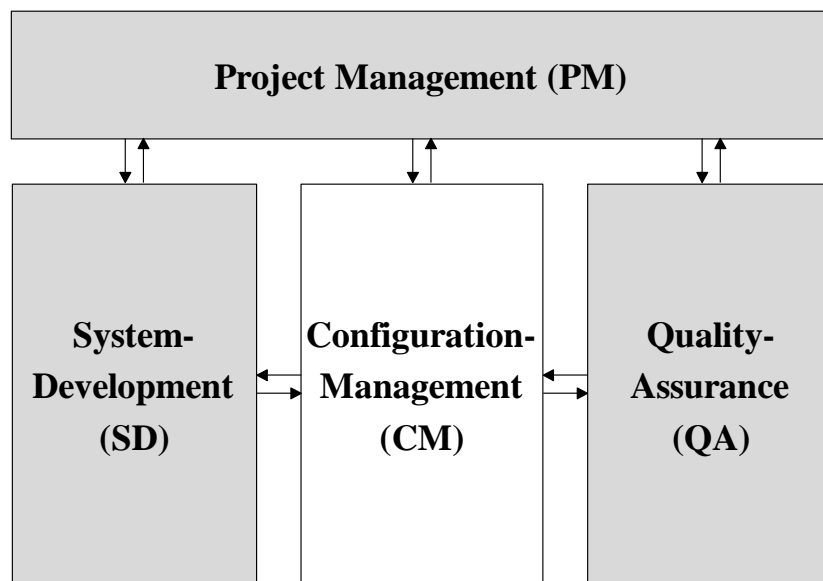 Project Management (PM)
System-
Development
(SD)
Configuration-
Management
(CM)
Quality-
Assurance
(QA)